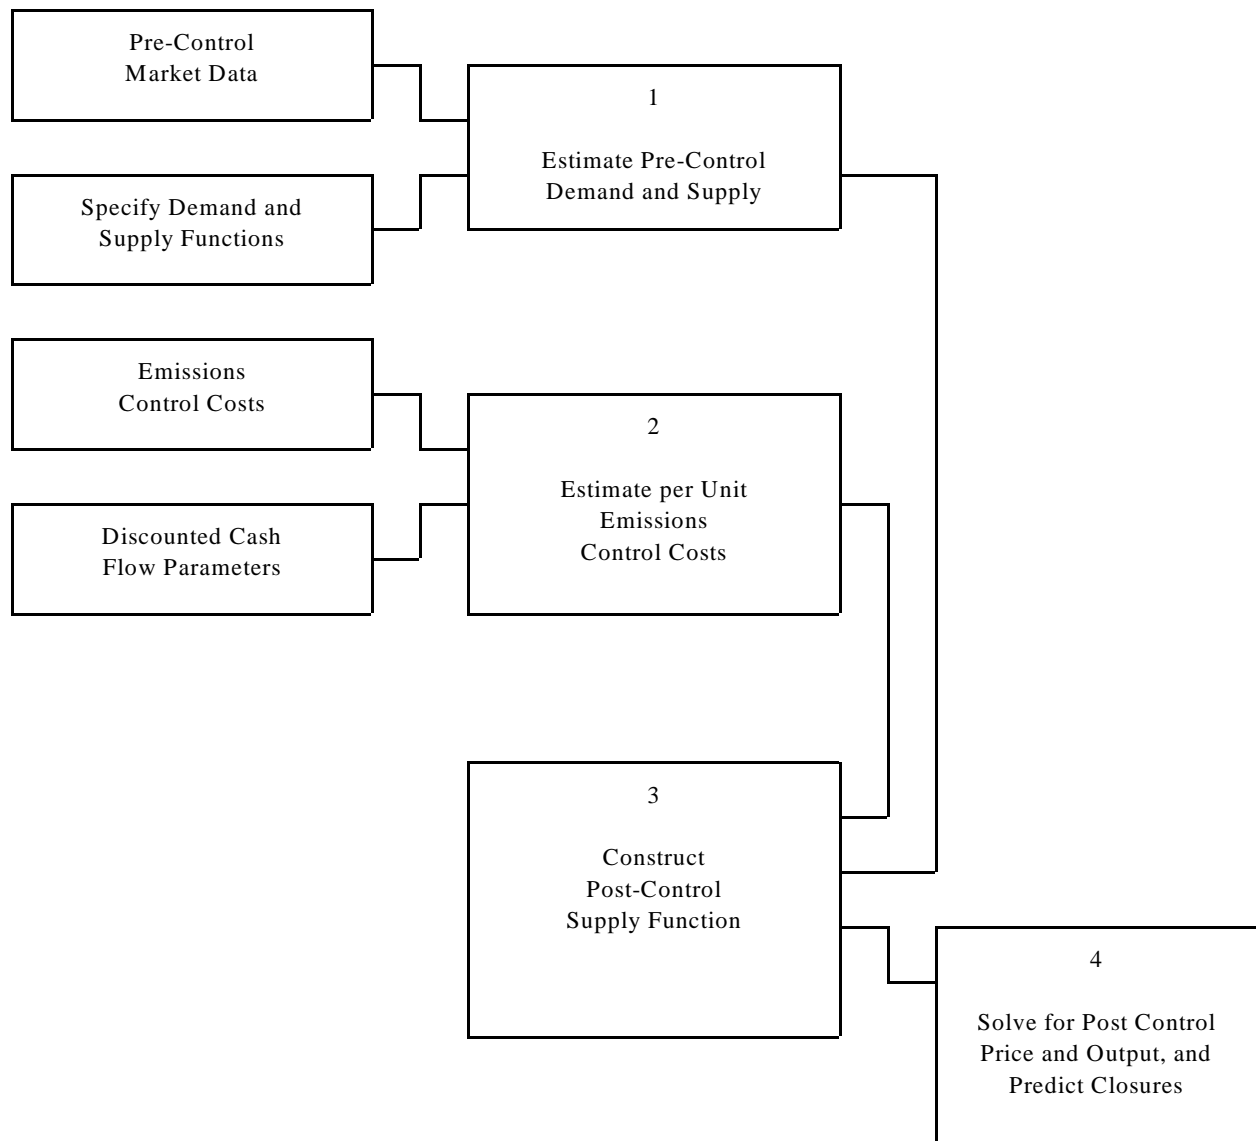 Pre-Control
Market Data
1
Estimate Pre-Control
Demand and Supply
Specify Demand and
Supply Functions
Emissions
Control Costs
2
Estimate per Unit
Emissions
Control Costs
Discounted Cash
Flow Parameters
3
Construct
Post-Control
Supply Function
4
Solve for Post Control
Price and Output, and
Predict Closures